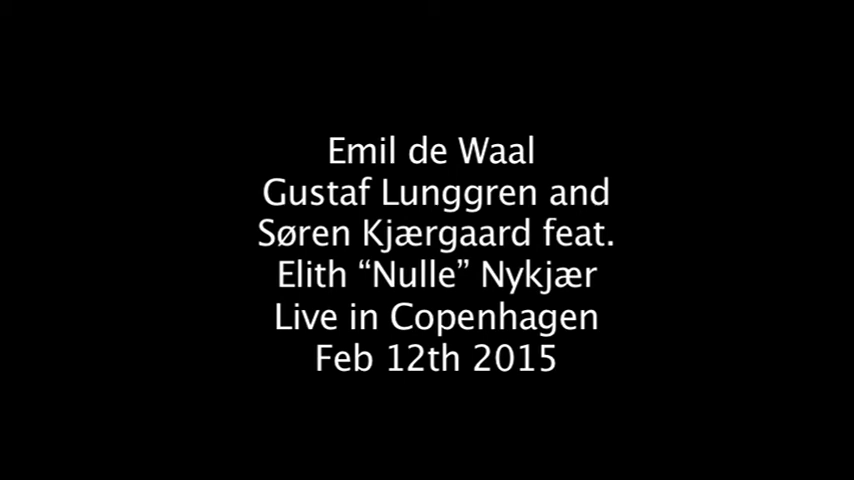 Emil de Waal
Gustaf Lunggren and
Søren Kjærgaard feat.
Elith “Nulle” Nykjær
Live in Copenhagen
Feb 12th 2015